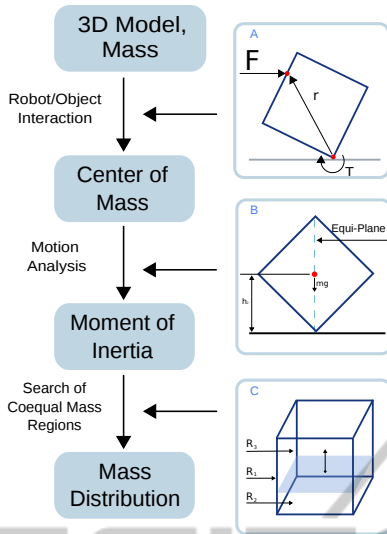 3D Model,
Mass
Robot/Object
Interaction
Center of
Mass
Motion
Analysis
Moment of
Inertia
Search of
Coequal Mass
Regions
Mass
Distribution
A
F
r
T
B
Equi-Plane
mg
C
R₃
R₁
R₂